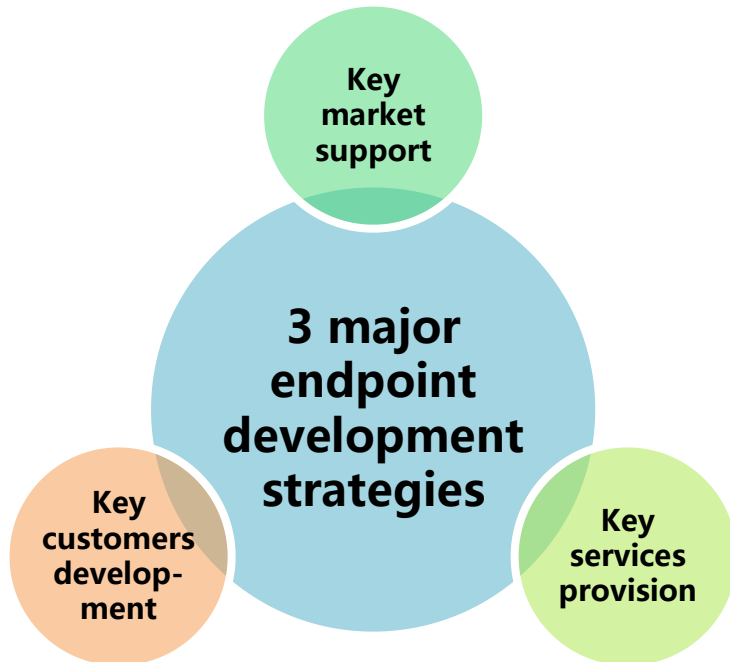 Key
market
support
3 major
endpoint
development
strategies
Key
customers
develop-
ment
Key
services
provision